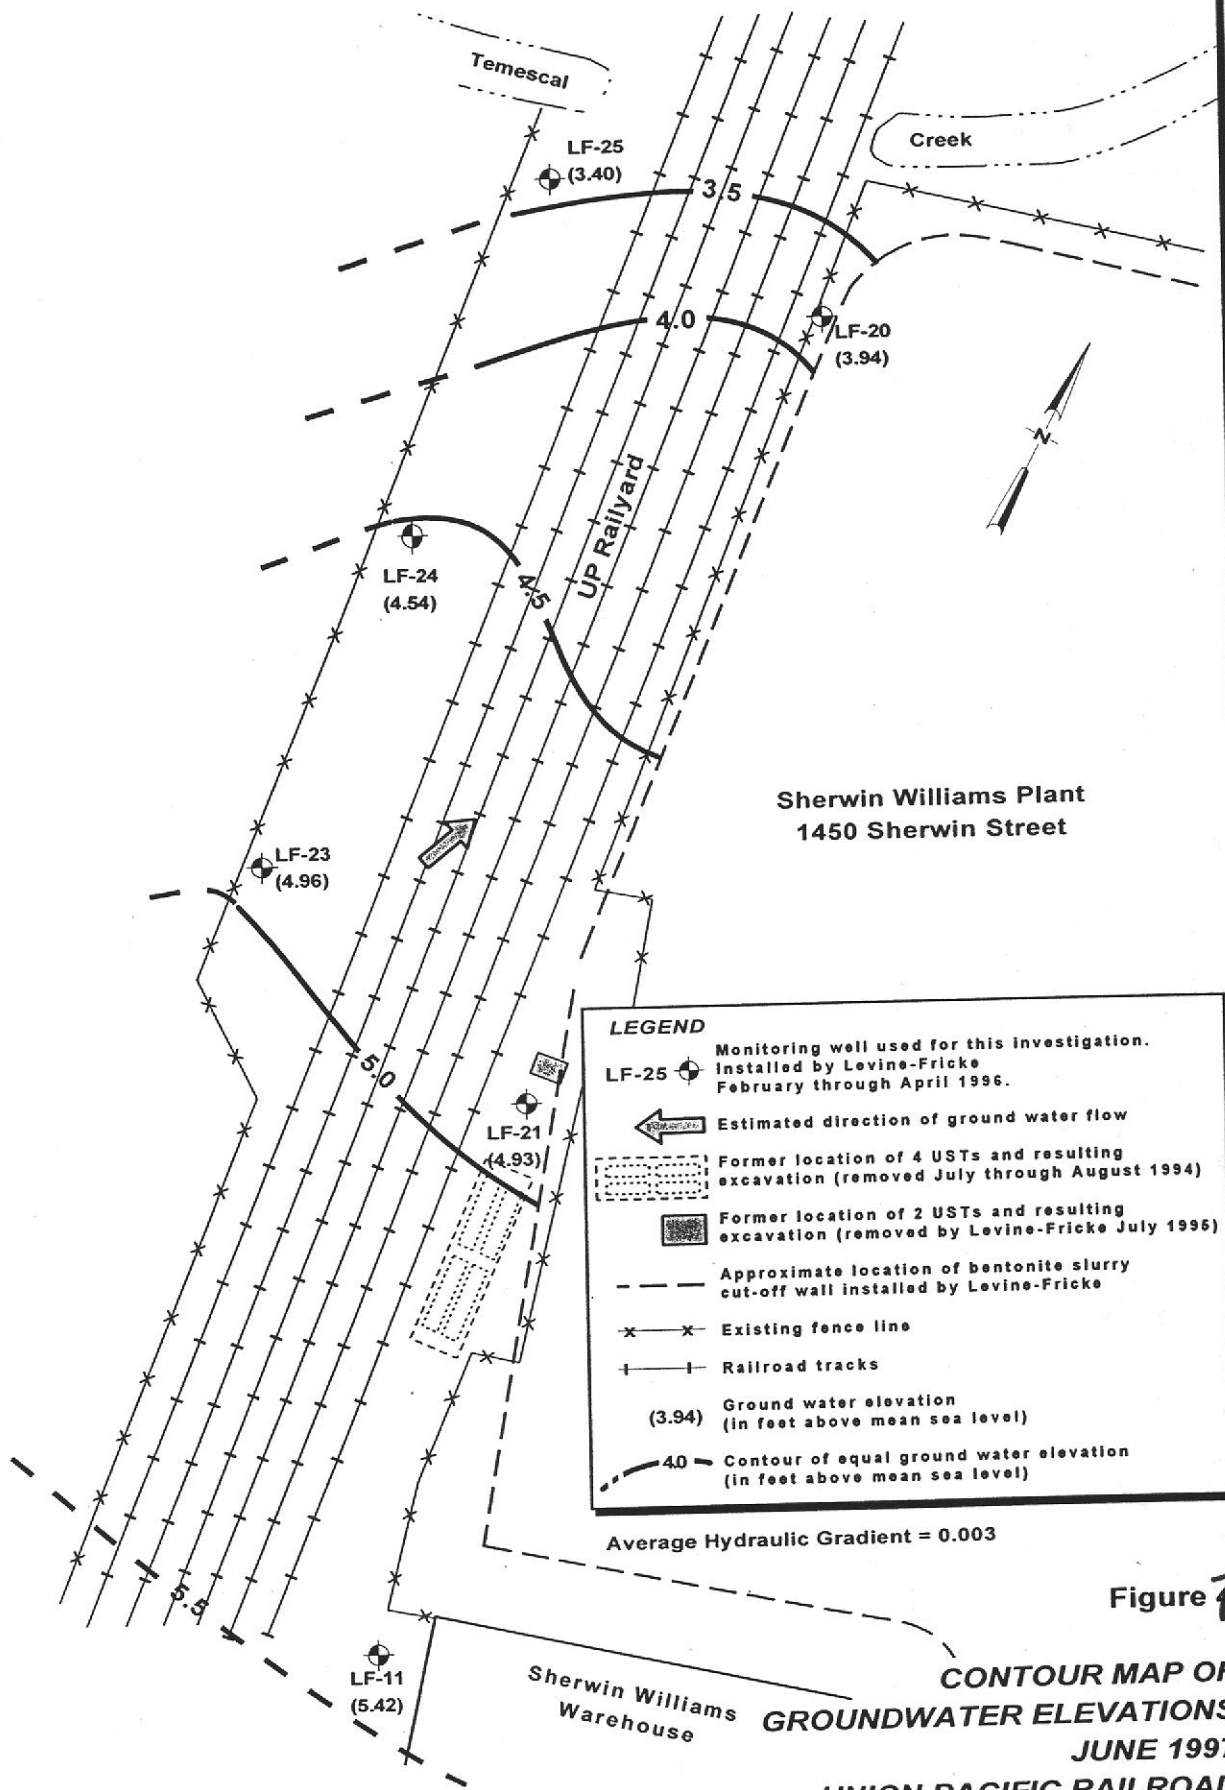 Temescal
LF-25
(3.40)
Creek
3.5
4.0
LF-20
(3.94)
N
UP Railyard
LF-24
(4.54)
4.5
Sherwin Williams Plant
1450 Sherwin Street
LF-23
(4.96)
5.0
LF-21
(4.93)
LEGEND
LF-25
Monitoring well used for this investigation.
Installed by Levine-Fricke
February through April 1996.
Estimated direction of ground water flow
Former location of 4 USTs and resulting
excavation (removed July through August 1994)
Former location of 2 USTs and resulting
excavation (removed by Levine-Fricke July 1995)
Approximate location of bentonite slurry
cut-off wall installed by Levine-Fricke
Existing fence line
Railroad tracks
(3.94)
Ground water elevation
(in feet above mean sea level)
4.0
Contour of equal ground water elevation
(in feet above mean sea level)
Average Hydraulic Gradient = 0.003
5.5
Figure
LF-11
(5.42)
Sherwin Williams
Warehouse
CONTOUR MAP OF
GROUNDWATER ELEVATIONS
JUNE 1997
UNION PACIFIC RAILROAD